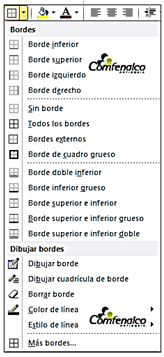 Bordes
Borde inferior
Borde superior
Comfenalco
ANTIOQUIA
Borde izquierdo
Borde derecho
Sin borde
Todos los bordes
Bordes externos
Borde de cuadro grueso
Borde doble inferior
Borde inferior grueso
Borde superior e inferior
Borde superior e inferior grueso
Borde superior e inferior doble
Dibujar bordes
Dibujar borde
Dibujar cuadrícula de borde
Borrar borde
Color de línea
Comfenalco
ANTIOQUIA
Estilo de línea
Más bordes...